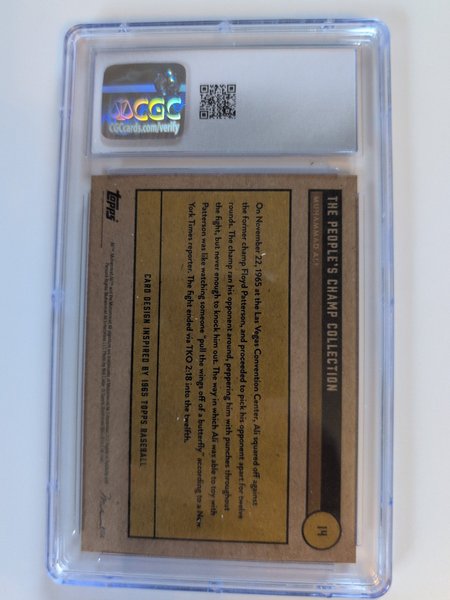 CGC
CGCcards.com/verify
THE PEOPLE'S CHAMP COLLECTION
MUHAMMAD ALI
14
On November 22, 1965 at the Las Vegas Convention Center, Ali squared off against
the former champ Floyd Patterson, and proceeded to pick his opponent apart for twelve
rounds. The champ ran his opponent around, peppering him with punches throughout
the fight, but never enough to knock him out. The way in which Ali was able to toy with
Patterson was like watching someone "pull the wings off of a butterfly" according to a New
York Times reporter. The fight ended via TKO 2:18 into the twelfth.
CARD DESIGN INSPIRED BY 1965 TOPPS BASEBALL
topps